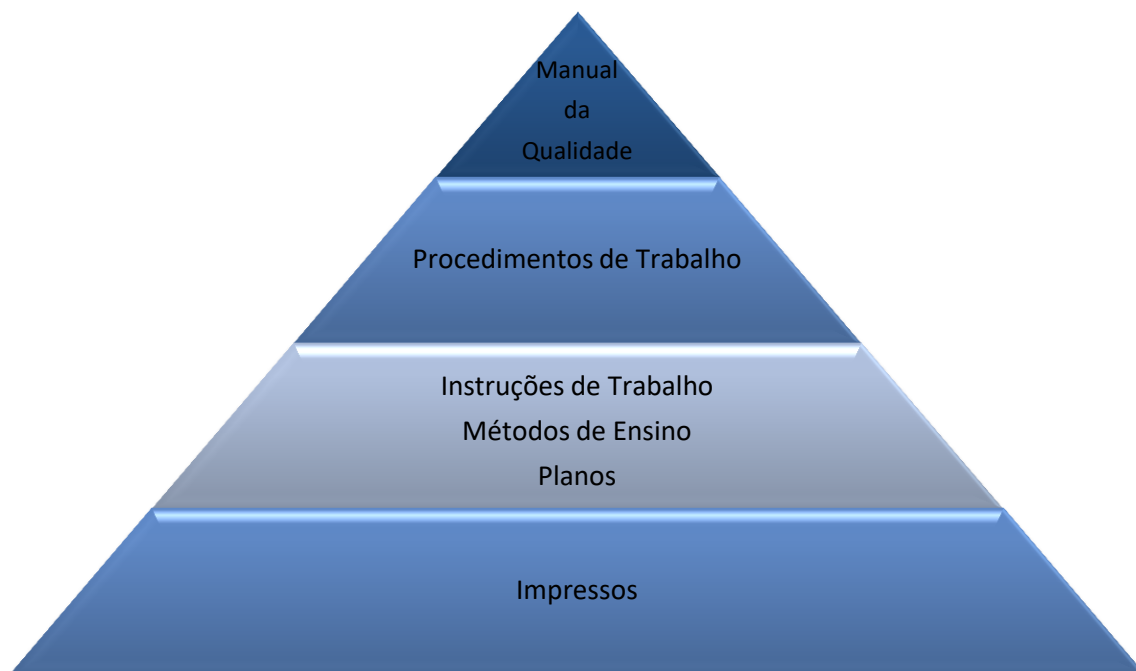 Manual
da
Qualidade
Procedimentos de Trabalho
Instruções de Trabalho
Métodos de Ensino
Planos
Impressos